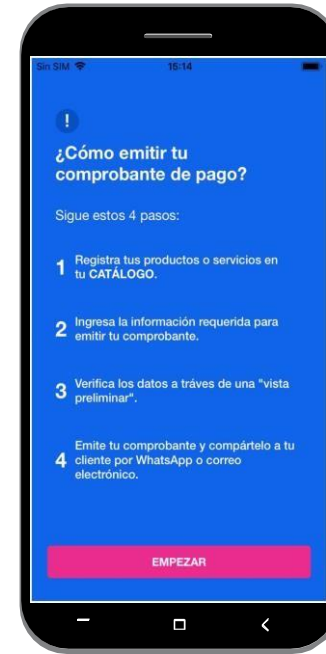 Sin SIM 15:14
!
¿Cómo emitir tu
comprobante de pago?
Sigue estos 4 pasos:
1 Registra tus productos o servicios en
tu CATÁLOGO.
2 Ingresa la información requerida para
emitir tu comprobante.
3 Verifica los datos a tráves de una "vista
preliminar".
4 Emite tu comprobante y compártelo a tu
cliente por WhatsApp o correo
electrónico.
EMPEZAR